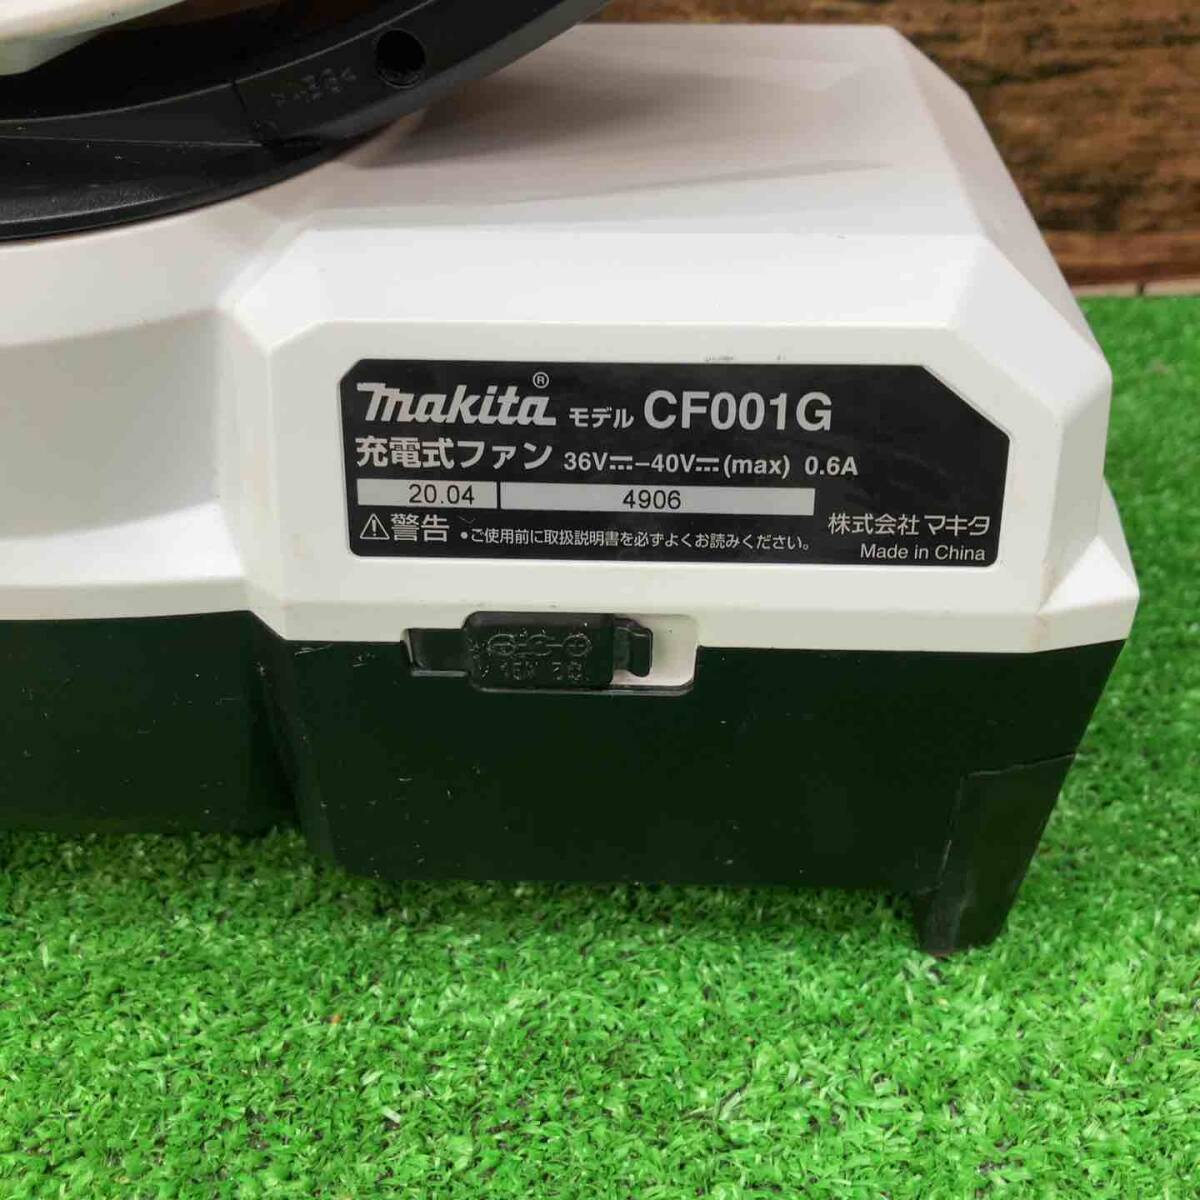 makita® モデル CF001G
充電式ファン 36V⎓-40V⎓(max) 0.6A
20.04 4906
⚠警告 •ご使用前に取扱説明書を必ずよくお読みください。
株式会社 マキタ
Made in China